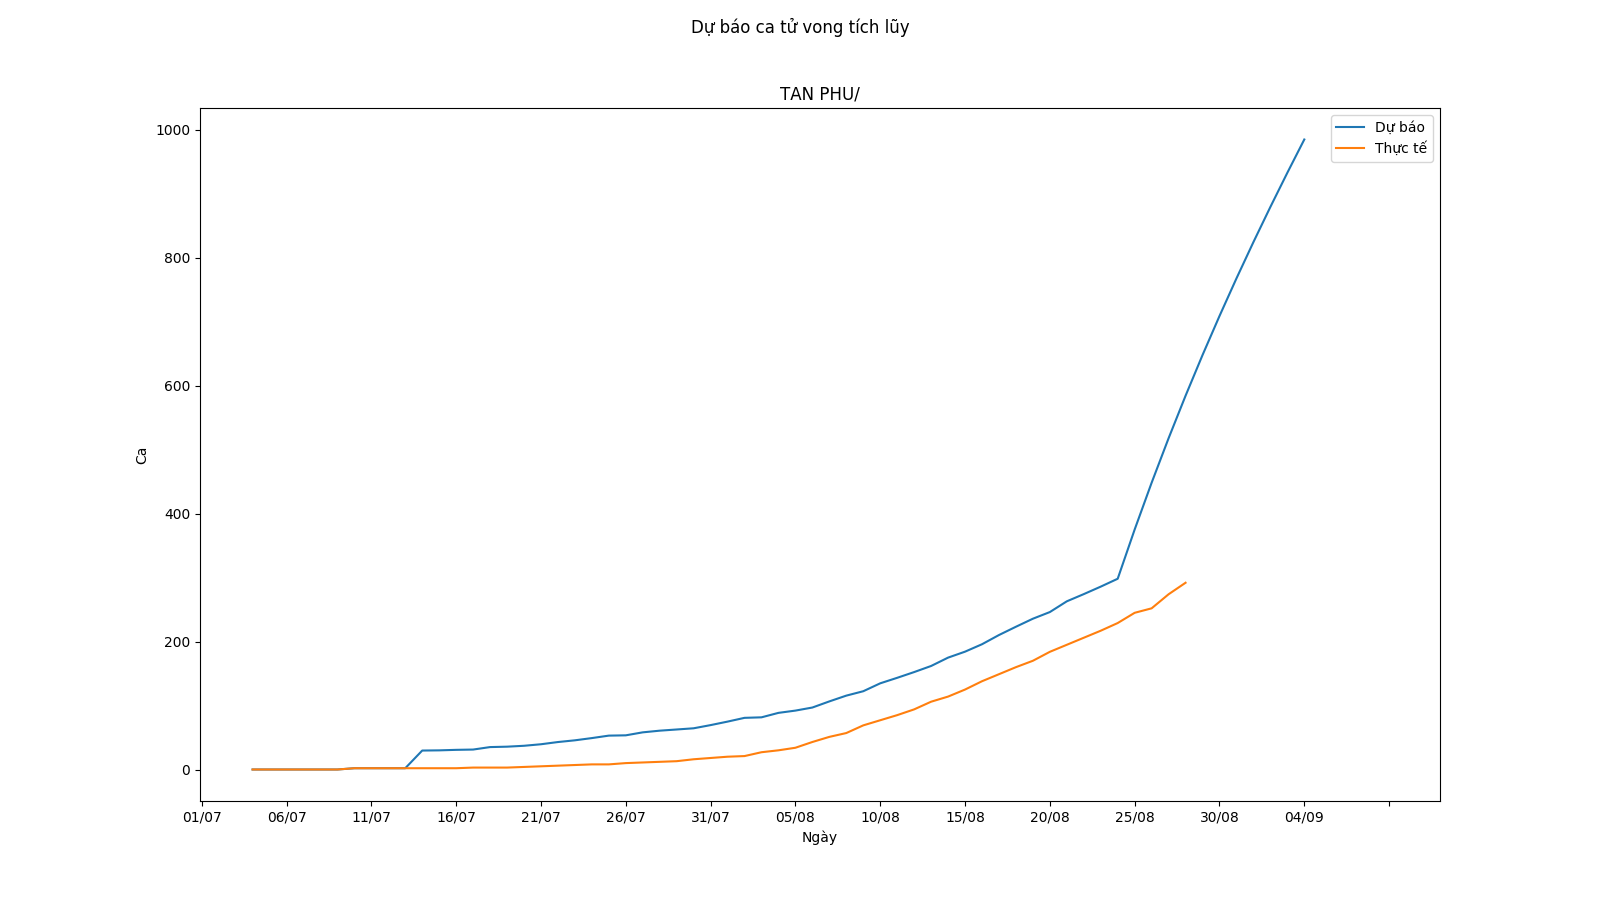 Dự báo ca tử vong tích lũy
TAN PHU/
Dự báo
Thực tế
1000
800
600
400
200
0
Ca
01/07 06/07 11/07 16/07 21/07 26/07 31/07 05/08 10/08 15/08 20/08 25/08 30/08 04/09
Ngày